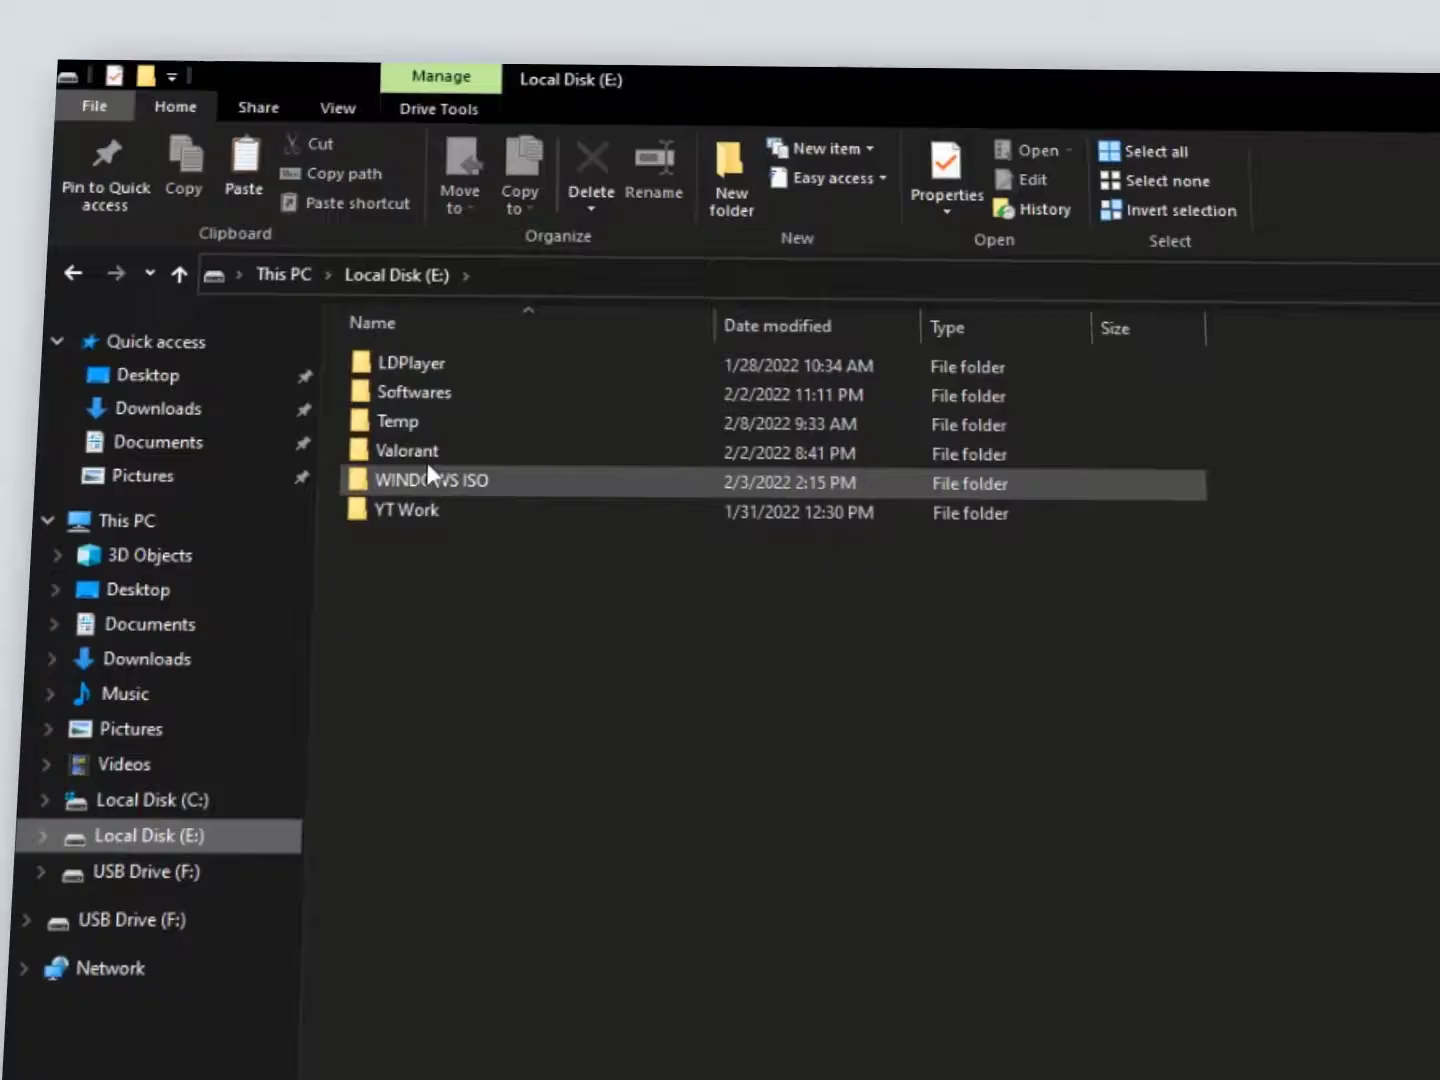 Manage
Local Disk (E:)
File
Home
Share
View
Drive Tools
Pin to Quick access
Copy
Paste
Cut
Copy path
Paste shortcut
Clipboard
Move to
Copy to
Delete
Rename
Organize
New folder
New item
Easy access
New
Properties
Open
Edit
History
Open
Select all
Select none
Invert selection
Select
This PC > Local Disk (E:) >
Name
Date modified
Type
Size
LDPlayer 1/28/2022 10:34 AM File folder
Softwares 2/2/2022 11:11 PM File folder
Temp 2/8/2022 9:33 AM File folder
Valorant 2/2/2022 8:41 PM File folder
WINDOWS ISO 2/3/2022 2:15 PM File folder
YT Work 1/31/2022 12:30 PM File folder
Quick access
Desktop
Downloads
Documents
Pictures
This PC
3D Objects
Desktop
Documents
Downloads
Music
Pictures
Videos
Local Disk (C:)
Local Disk (E:)
USB Drive (F:)
USB Drive (F:)
Network